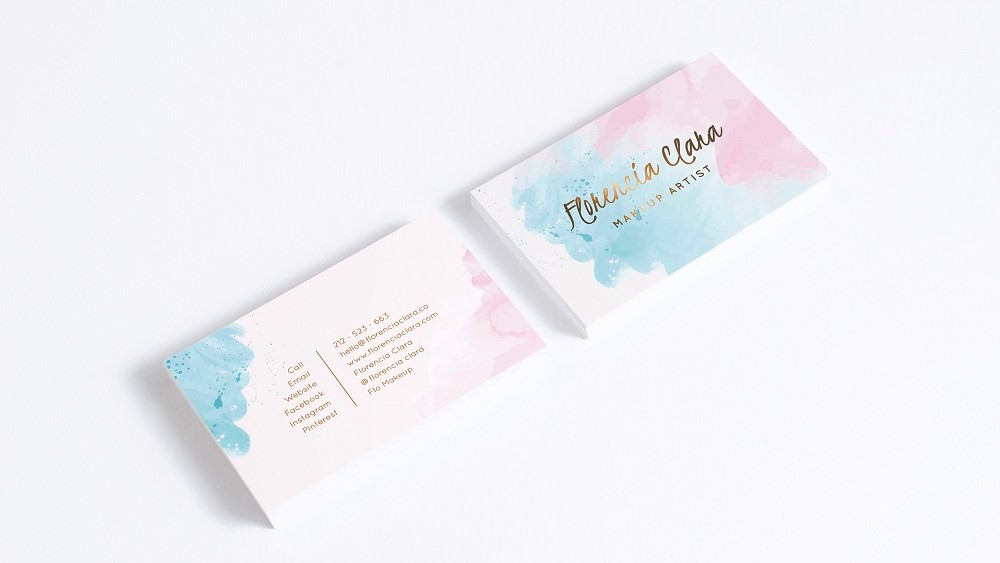 Florencia Clara
MAKEUP ARTIST
Call
Email
Website
Facebook
Instagram
Pinterest
212 - 523 - 663
hello@florenciaclara.co
www.florenciaclara.com
Florencia Clara
@florencia clara
Flo Makeup